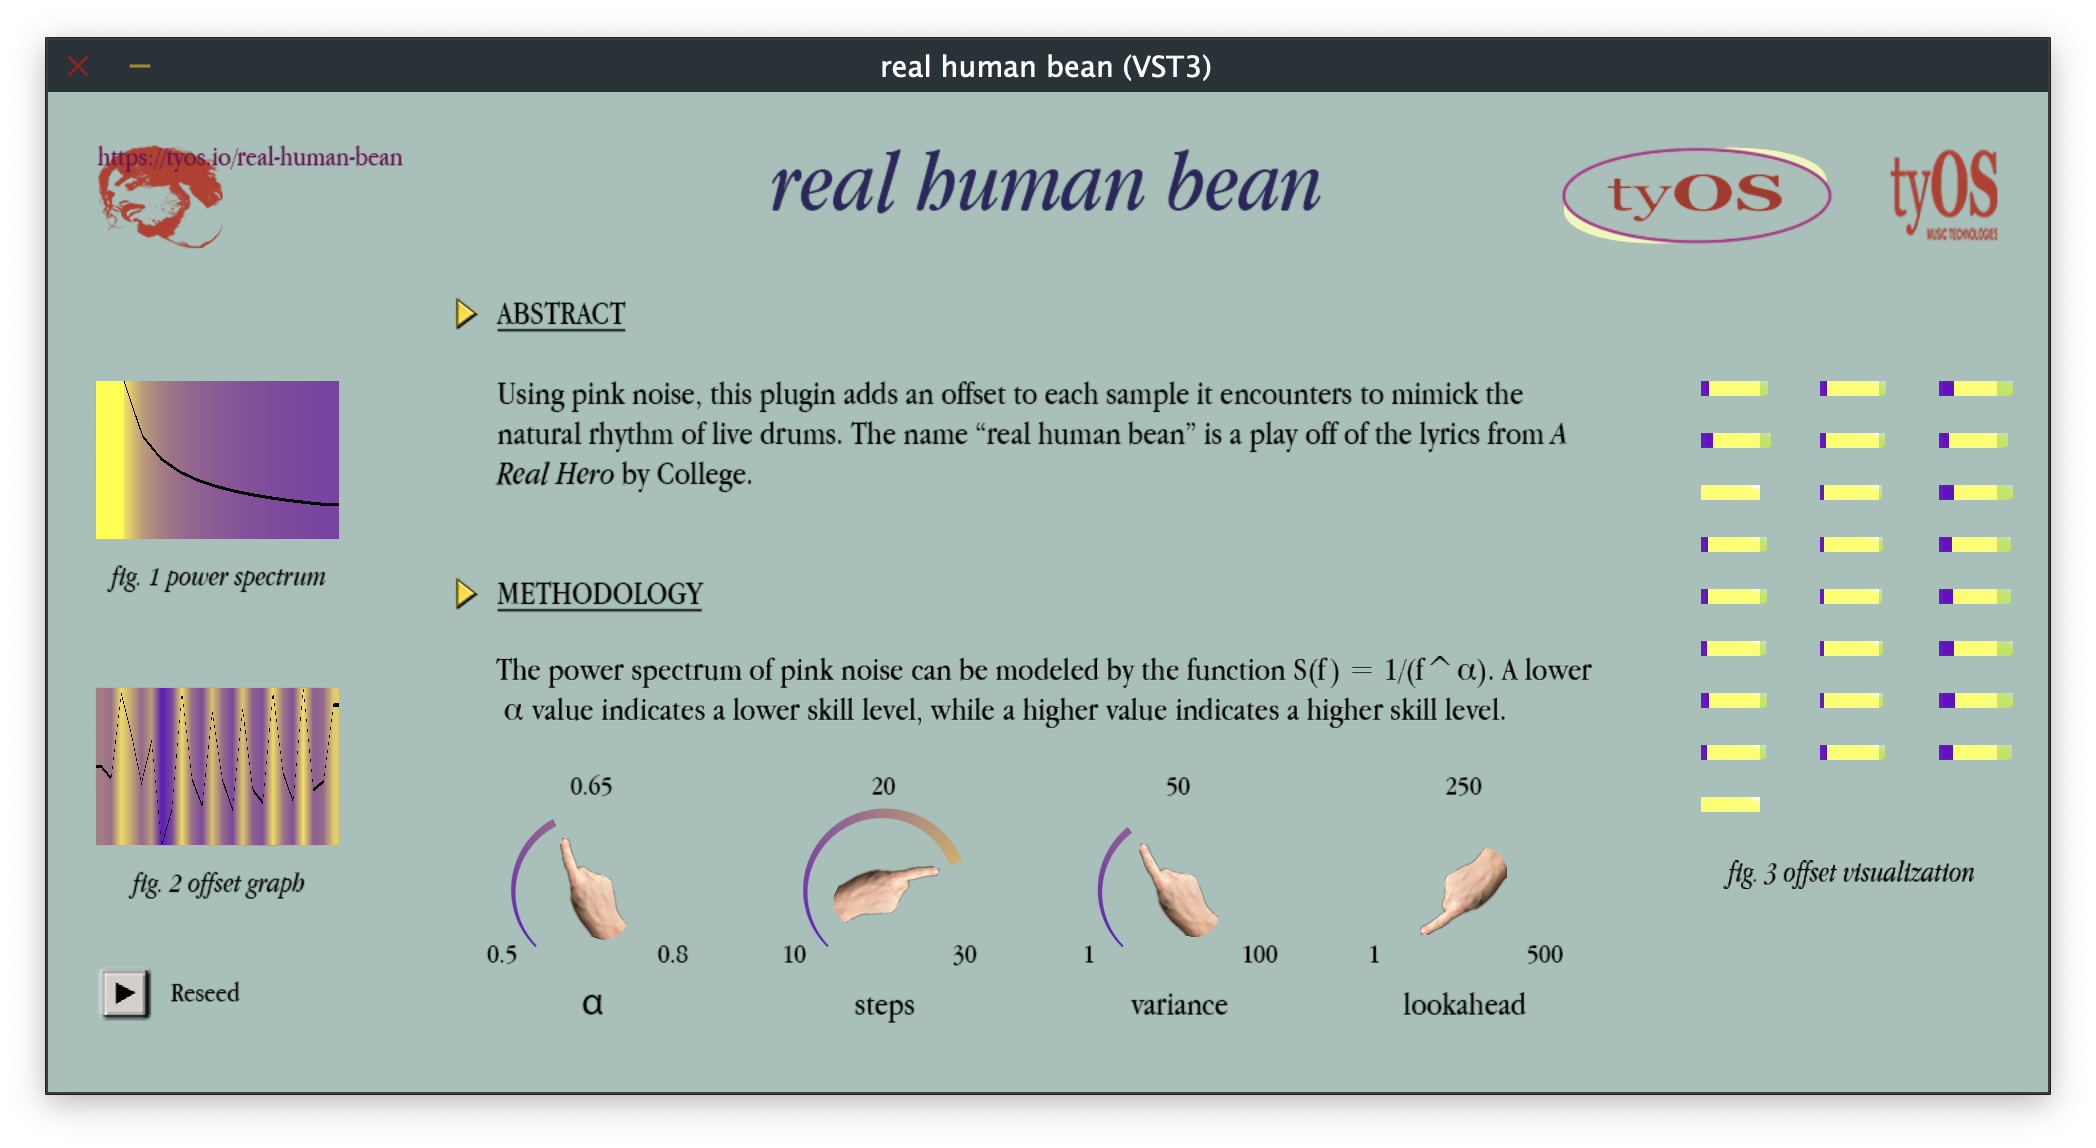 real human bean (VST3)
https://tyos.io/real-human-bean
real human bean
tyOS
tyOS
MUSIC TECHNOLOGIES
ABSTRACT
Using pink noise, this plugin adds an offset to each sample it encounters to mimick the
natural rhythm of live drums. The name “real human bean” is a play off of the lyrics from A
Real Hero by College.
fig. 1 power spectrum
METHODOLOGY
The power spectrum of pink noise can be modeled by the function S(f) = 1/(f^α). A lower
α value indicates a lower skill level, while a higher value indicates a higher skill level.
fig. 2 offset graph
fig. 3 offset visualization
0.65 20 50 250
0.5 0.8 10 30 1 100 1 500
α steps variance lookahead
Reseed